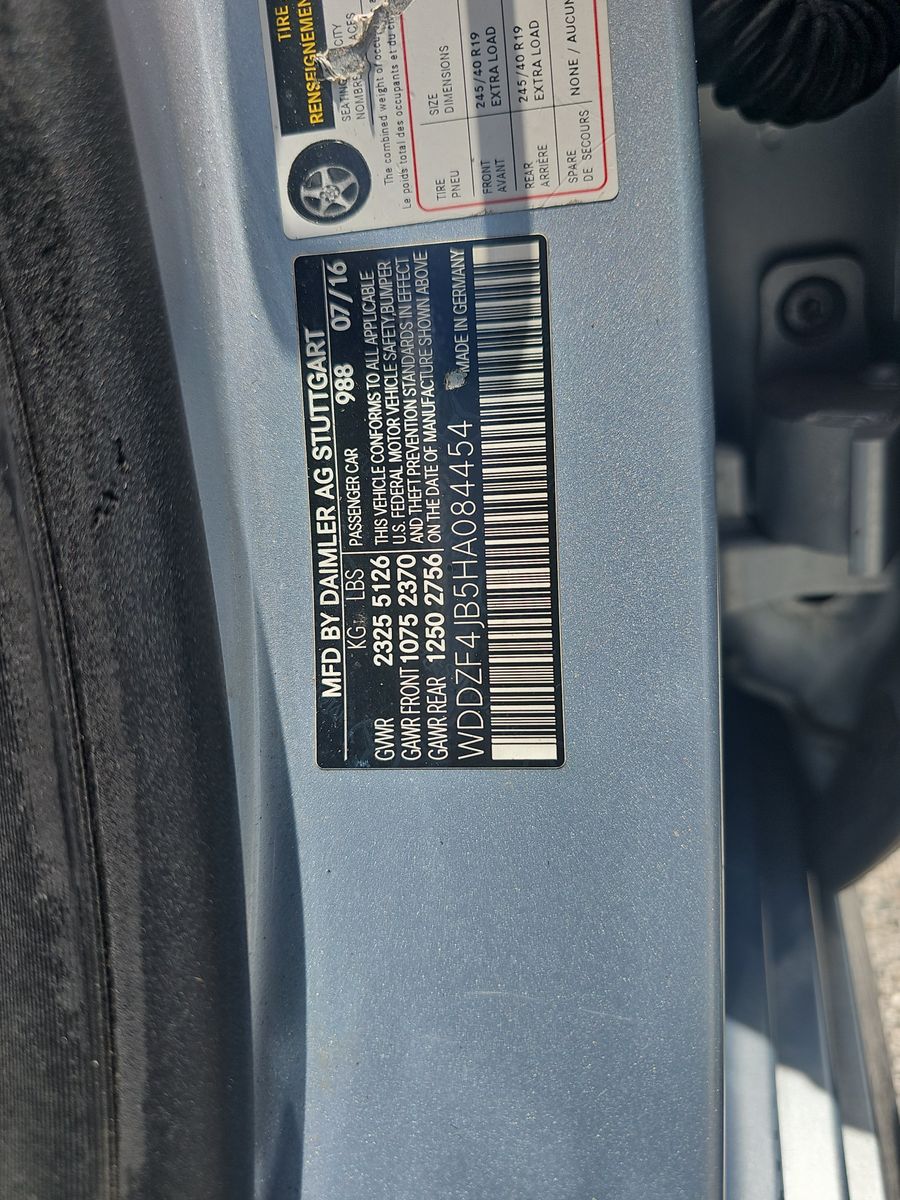 TIRE
RENSEIGNEMEN
SEATING CITY
NOMBRE ACES
The combined weight of occu
Le poids total des occupants et du ch
TIRE SIZE
PNEU DIMENSIONS
FRONT 245/40 R19
AVANT EXTRA LOAD
REAR 245/40 R19
ARRIÈRE EXTRA LOAD
SPARE NONE / AUCUN
DE SECOURS
MFD BY DAIMLER AG STUTTGART
KG LBS PASSENGER CAR 988 07/16
GVWR 2325 5126 THIS VEHICLE CONFORMS TO ALL APPLICABLE
GAWR FRONT 1075 2370 U.S. FEDERAL MOTOR VEHICLE SAFETY, BUMPER
GAWR REAR 1250 2756 AND THEFT PREVENTION STANDARDS IN EFFECT
ON THE DATE OF MANUFACTURE SHOWN ABOVE
WDDZF4JB5HA084454 MADE IN GERMANY